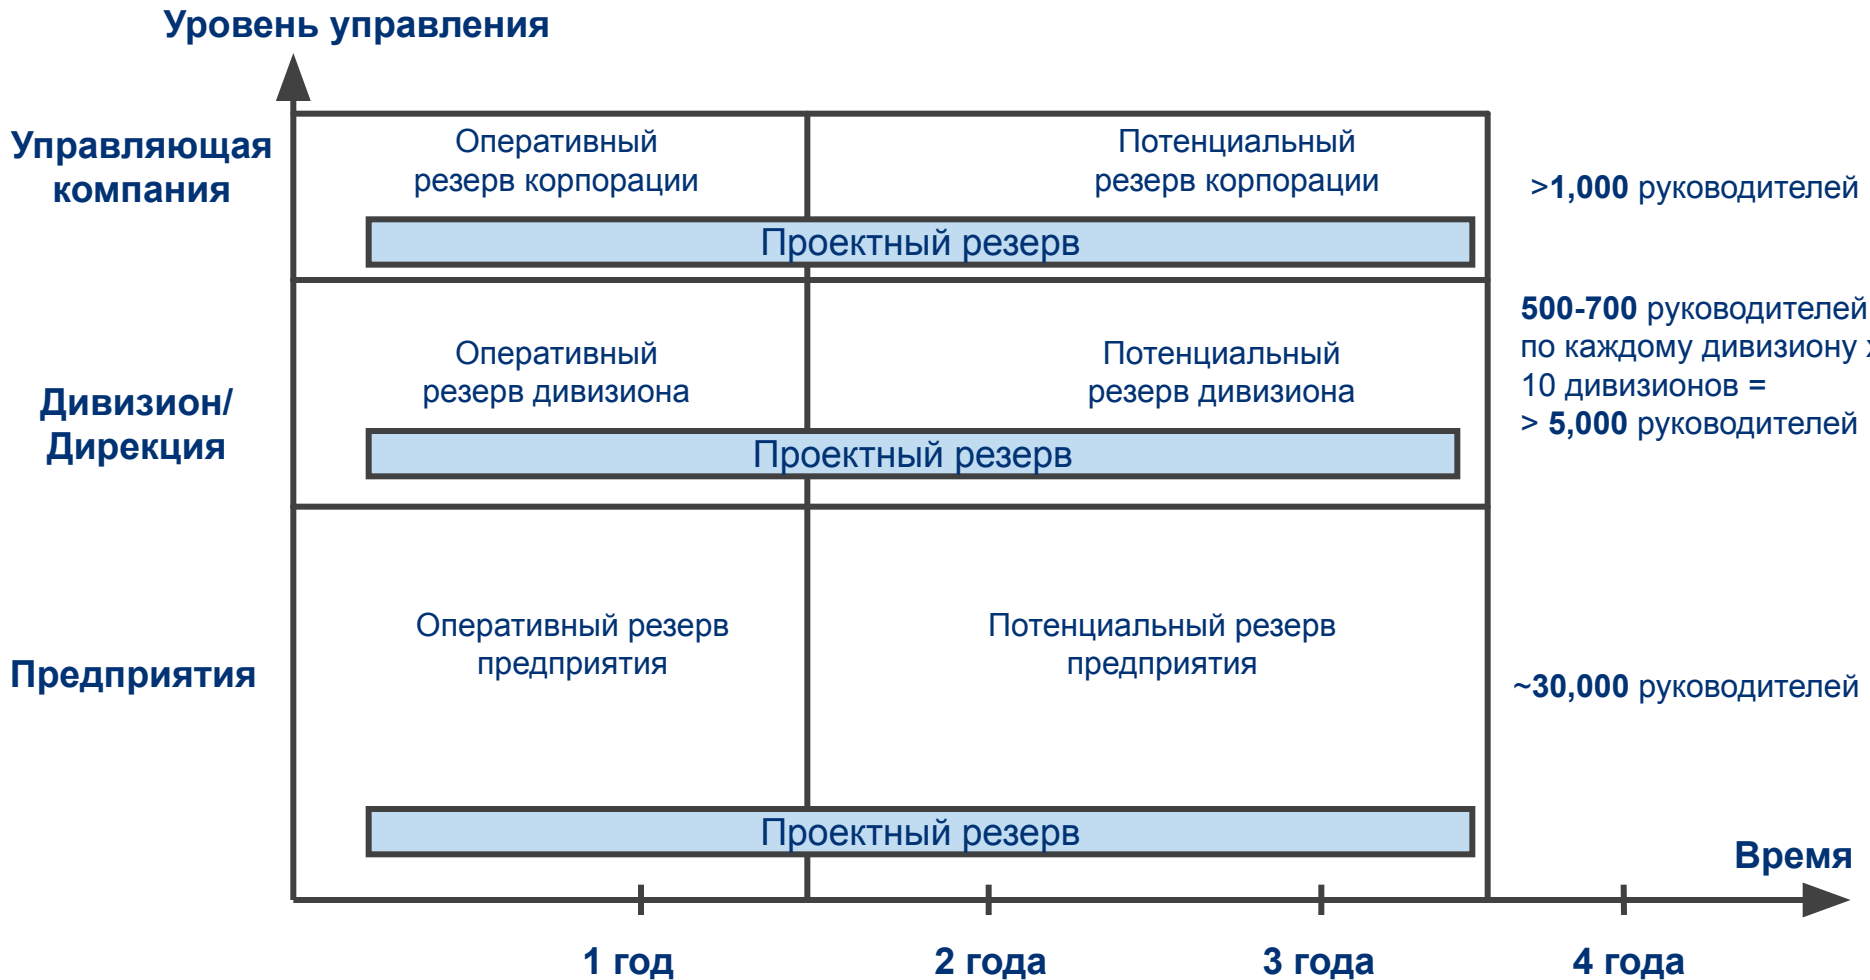 Уровень управления
Управляющая
компания
Оперативный
резерв корпорации
Потенциальный
резерв корпорации
>1,000 руководителей
Проектный резерв
Дивизион/
Дирекция
Оперативный
резерв дивизиона
Потенциальный
резерв дивизиона
500-700 руководителей
по каждому дивизиону x
10 дивизионов =
> 5,000 руководителей
Проектный резерв
Предприятия
Оперативный резерв
предприятия
Потенциальный резерв
предприятия
~30,000 руководителей
Проектный резерв
Время
1 год
2 года
3 года
4 года